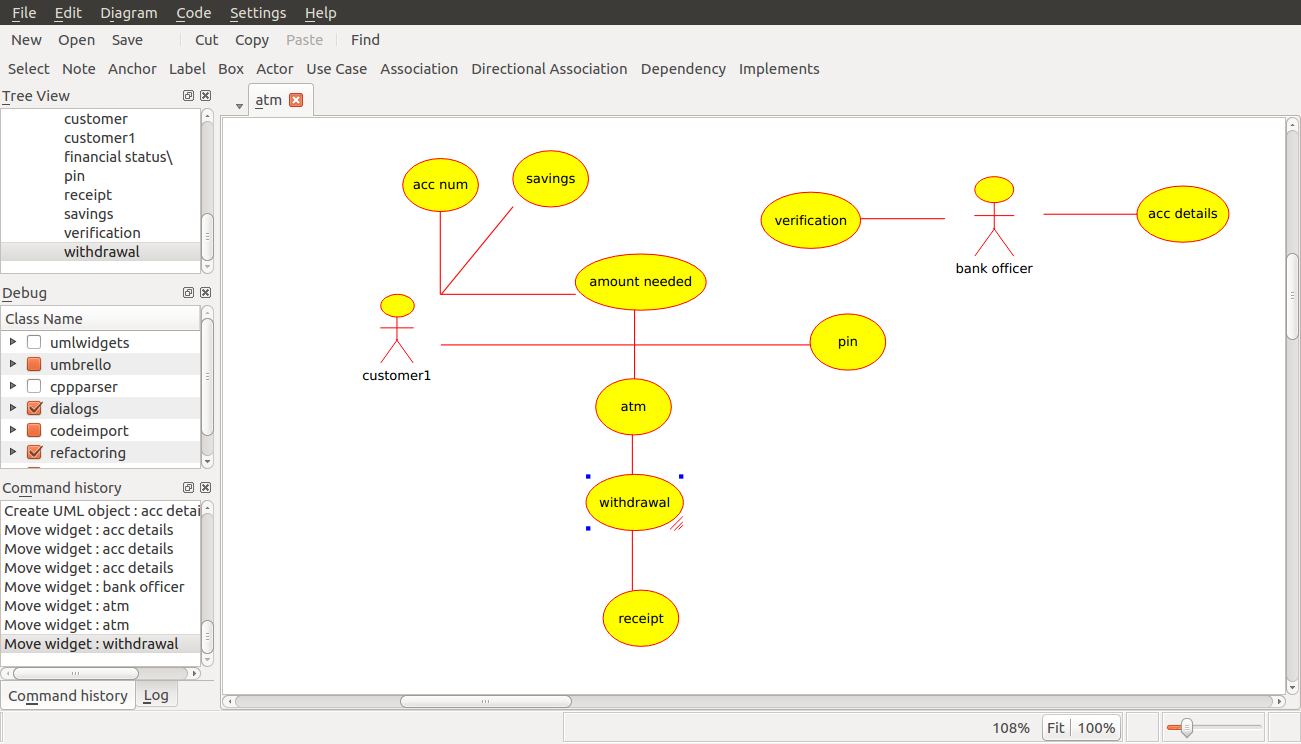 File Edit Diagram Code Settings Help
New Open Save Cut Copy Paste Find
Select Note Anchor Label Box Actor Use Case Association Directional Association Dependency Implements
Tree View
customer
customer1
financial status\
pin
receipt
savings
verification
withdrawal
Debug
Class Name
umlwidgets
umbrello
cppparser
dialogs
codeimport
refactoring
Command history
Create UML object : acc detai
Move widget : acc details
Move widget : acc details
Move widget : acc details
Move widget : bank officer
Move widget : atm
Move widget : atm
Move widget : withdrawal
Command history Log
atm
acc num
savings
verification
bank officer
acc details
amount needed
customer1
pin
atm
withdrawal
receipt
108% Fit 100%